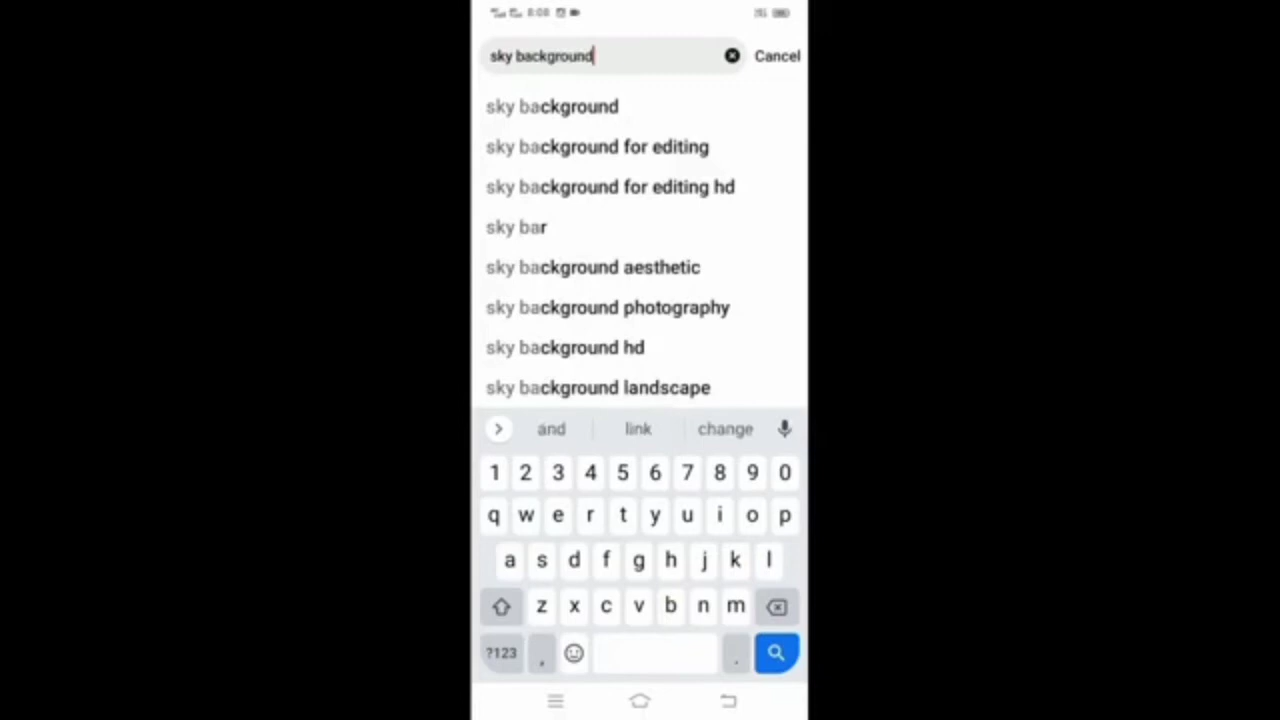 8:08
sky background Cancel
sky background
sky background for editing
sky background for editing hd
sky bar
sky background aesthetic
sky background photography
sky background hd
sky background landscape
and link change
1 2 3 4 5 6 7 8 9 0
q w e r t y u i o p
a s d f g h j k l
z x c v b n m
?123 , .